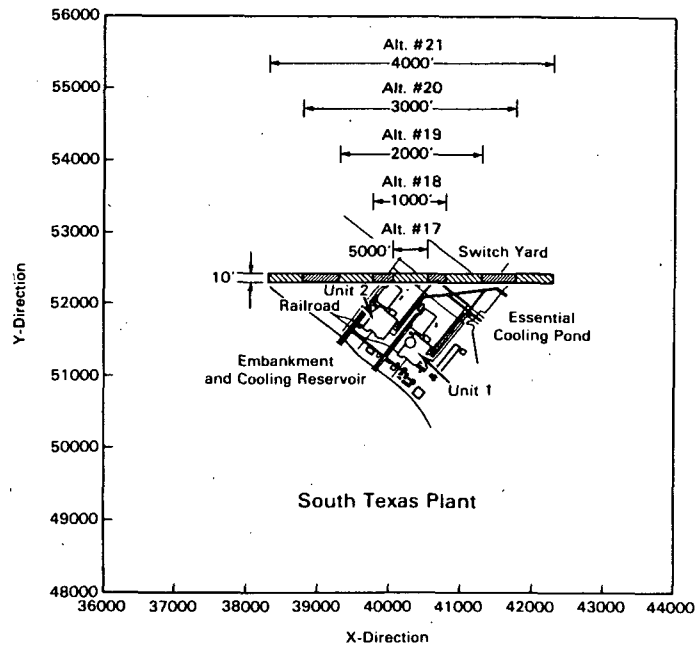 56000
55000
54000
53000
52000
51000
50000
49000
48000
Y-Direction
Alt. #21
4000'
Alt. #20
3000'
Alt. #19
2000'
Alt. #18
1000'
Alt. #17
5000'
Switch Yard
10'
Unit 2
Railroad
Essential
Cooling Pond
Embankment
and Cooling Reservoir
Unit 1
South Texas Plant
36000 37000 38000 39000 40000 41000 42000 43000 44000
X-Direction